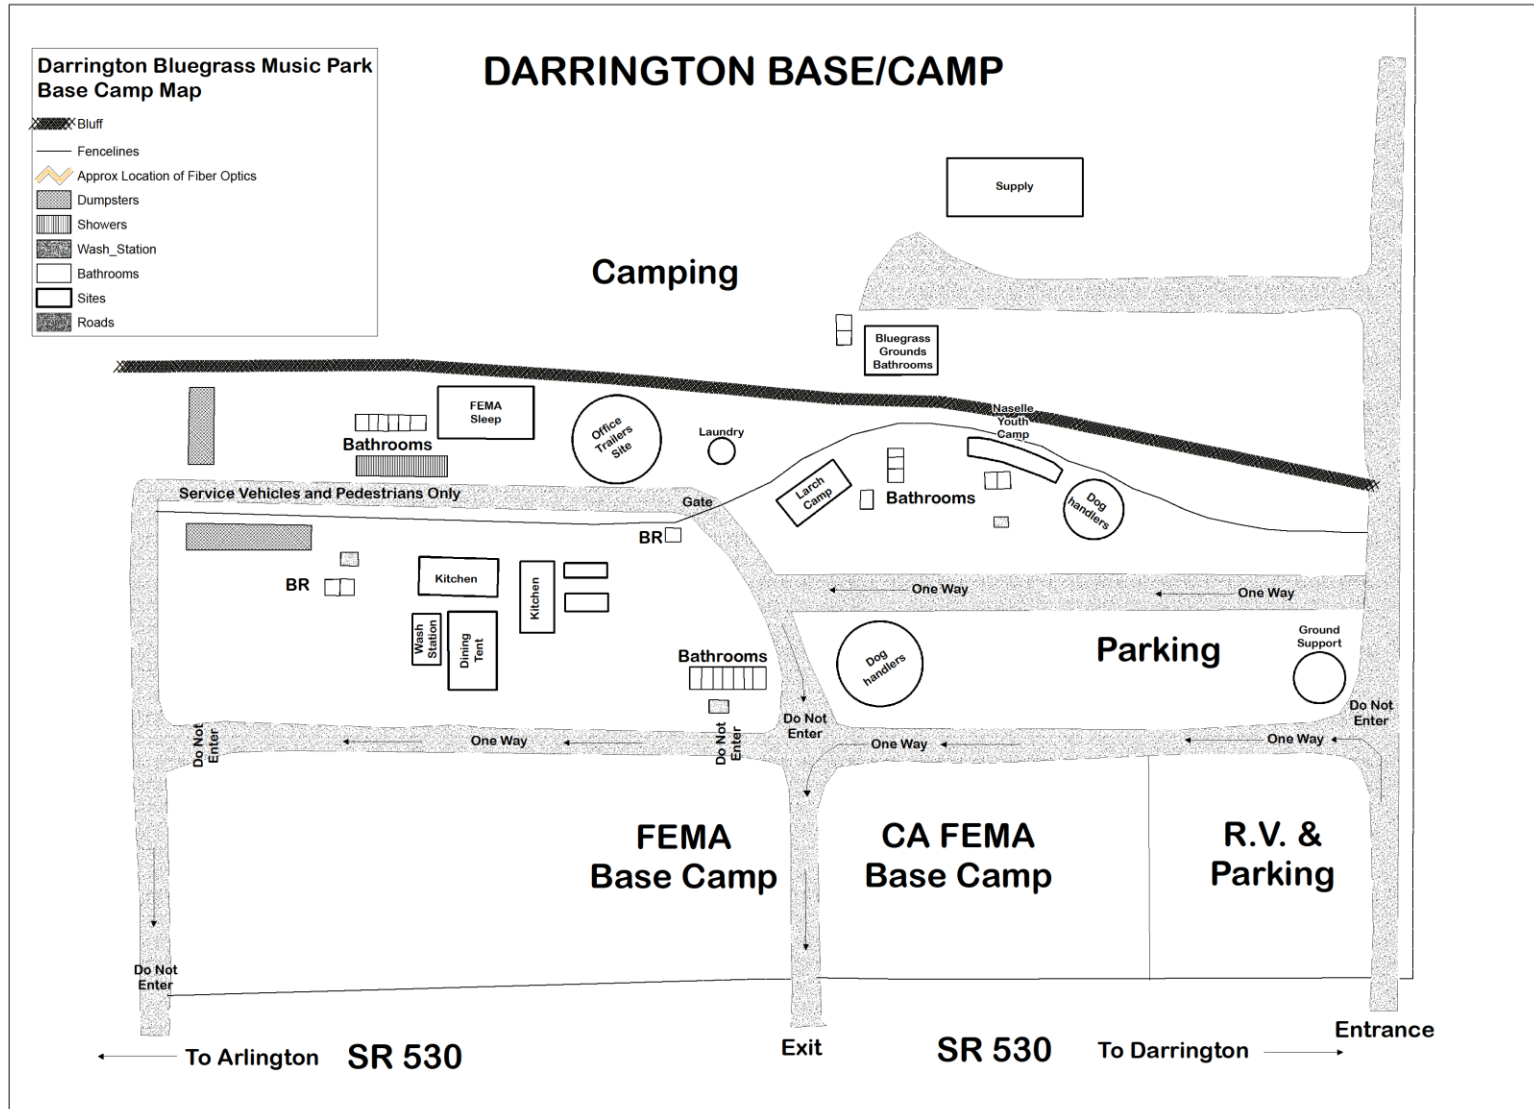 DARRINGTON BASE/CAMP
Darrington Bluegrass Music Park
Base Camp Map
Bluff
Fencelines
Approx Location of Fiber Optics
Dumpsters
Showers
Wash_Station
Bathrooms
Sites
Roads
Supply
Camping
Bluegrass
Grounds
Bathrooms
FEMA
Sleep
Office
Trailers
Site
Laundry
Naselle
Youth
Camp
Bathrooms
Larch
Camp
Bathrooms
Dog
handlers
Service Vehicles and Pedestrians Only
Gate
BR
BR
Kitchen
Kitchen
Wash
Station
Dining
Tent
One Way
One Way
Parking
Ground
Support
Dog
handlers
Bathrooms
Do Not
Enter
Do Not
Enter
Do Not
Enter
Do Not
Enter
One Way
One Way
One Way
FEMA
Base Camp
CA FEMA
Base Camp
R.V. &
Parking
Do Not
Enter
Entrance
Exit
To Arlington
SR 530
SR 530
To Darrington